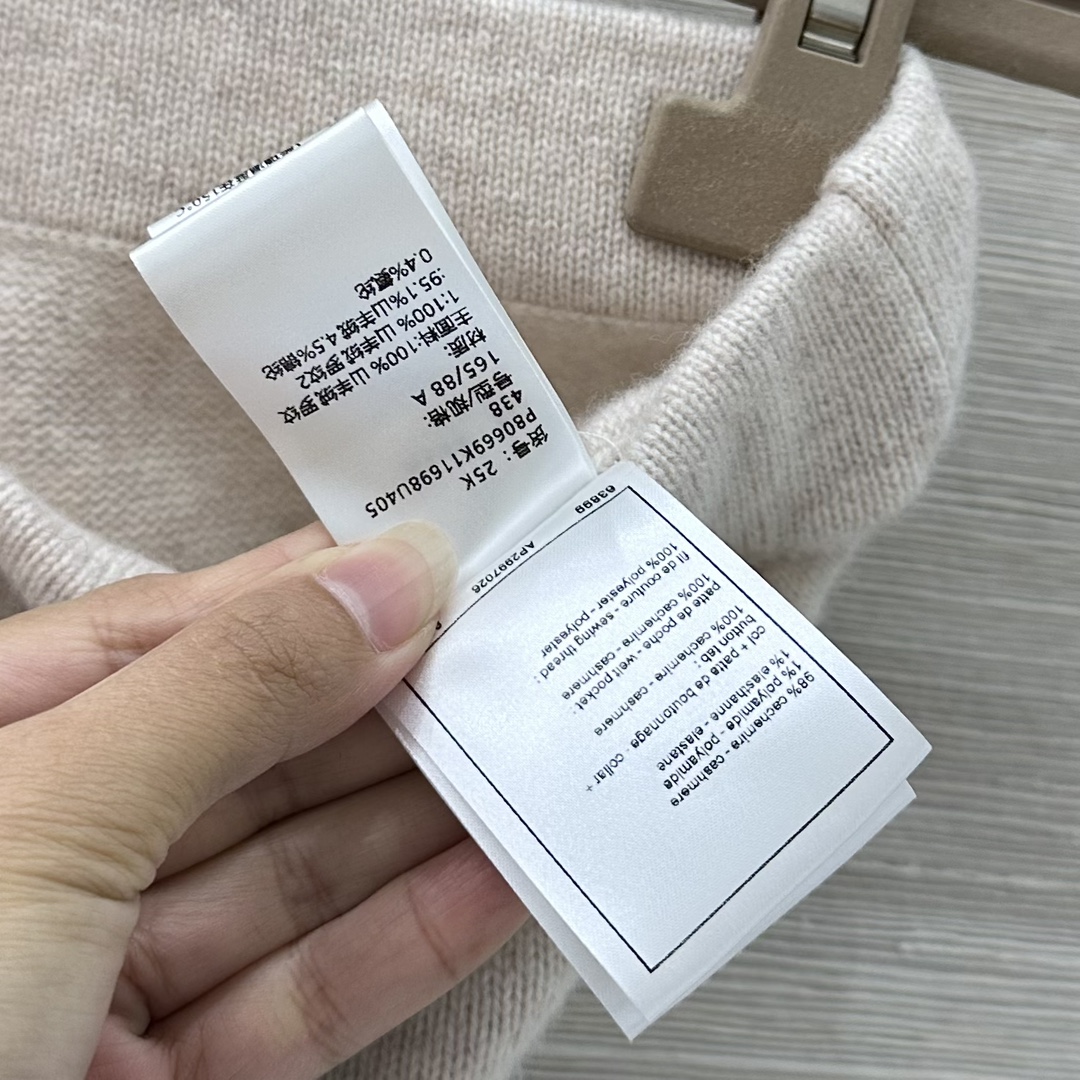 货号：25K
P80669K11698U405
438
号型/规格:
165/88 A
材质:
主面料:100% 山羊绒罗纹
1:100% 山羊绒罗纹2
:95.1%山羊绒 4.5%锦纶
0.4%氨纶
98% cachemire - cashmere
1% polyamide - polyamide
1% elasthanne - elastane
col + patte de boutonnage : collar +
button tab :
100% cachemire - cashmere
patte de poche - welt pocket :
100% cachemire - cashmere
fil de couture - sewing thread :
100% polyester - polyester
AP2997026
63899